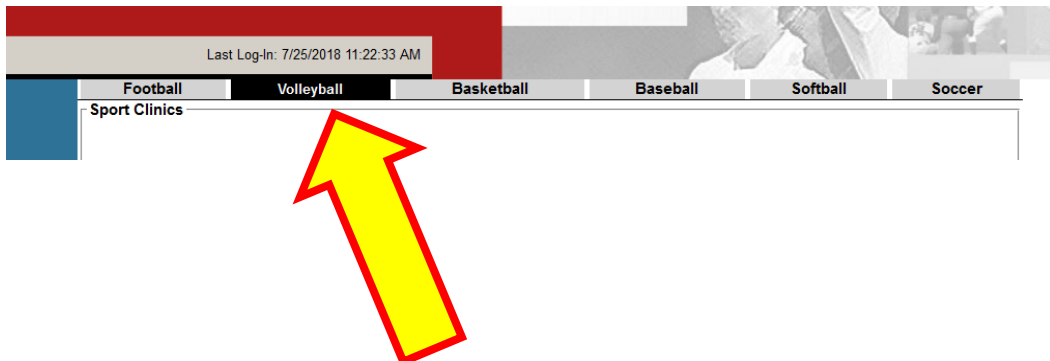 Last Log-In: 7/25/2018 11:22:33 AM
Football Volleyball Basketball Baseball Softball Soccer
Sport Clinics